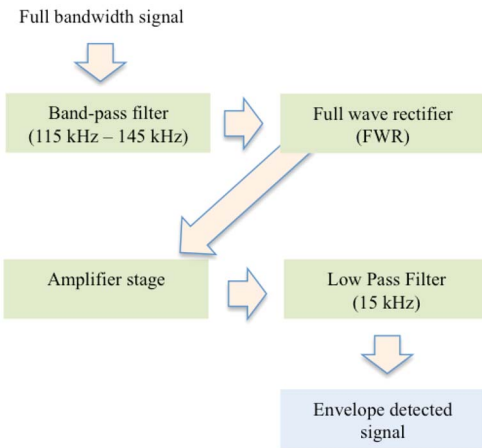 Full bandwidth signal
Band-pass filter
(115 kHz – 145 kHz)
Full wave rectifier
(FWR)
Amplifier stage
Low Pass Filter
(15 kHz)
Envelope detected
signal